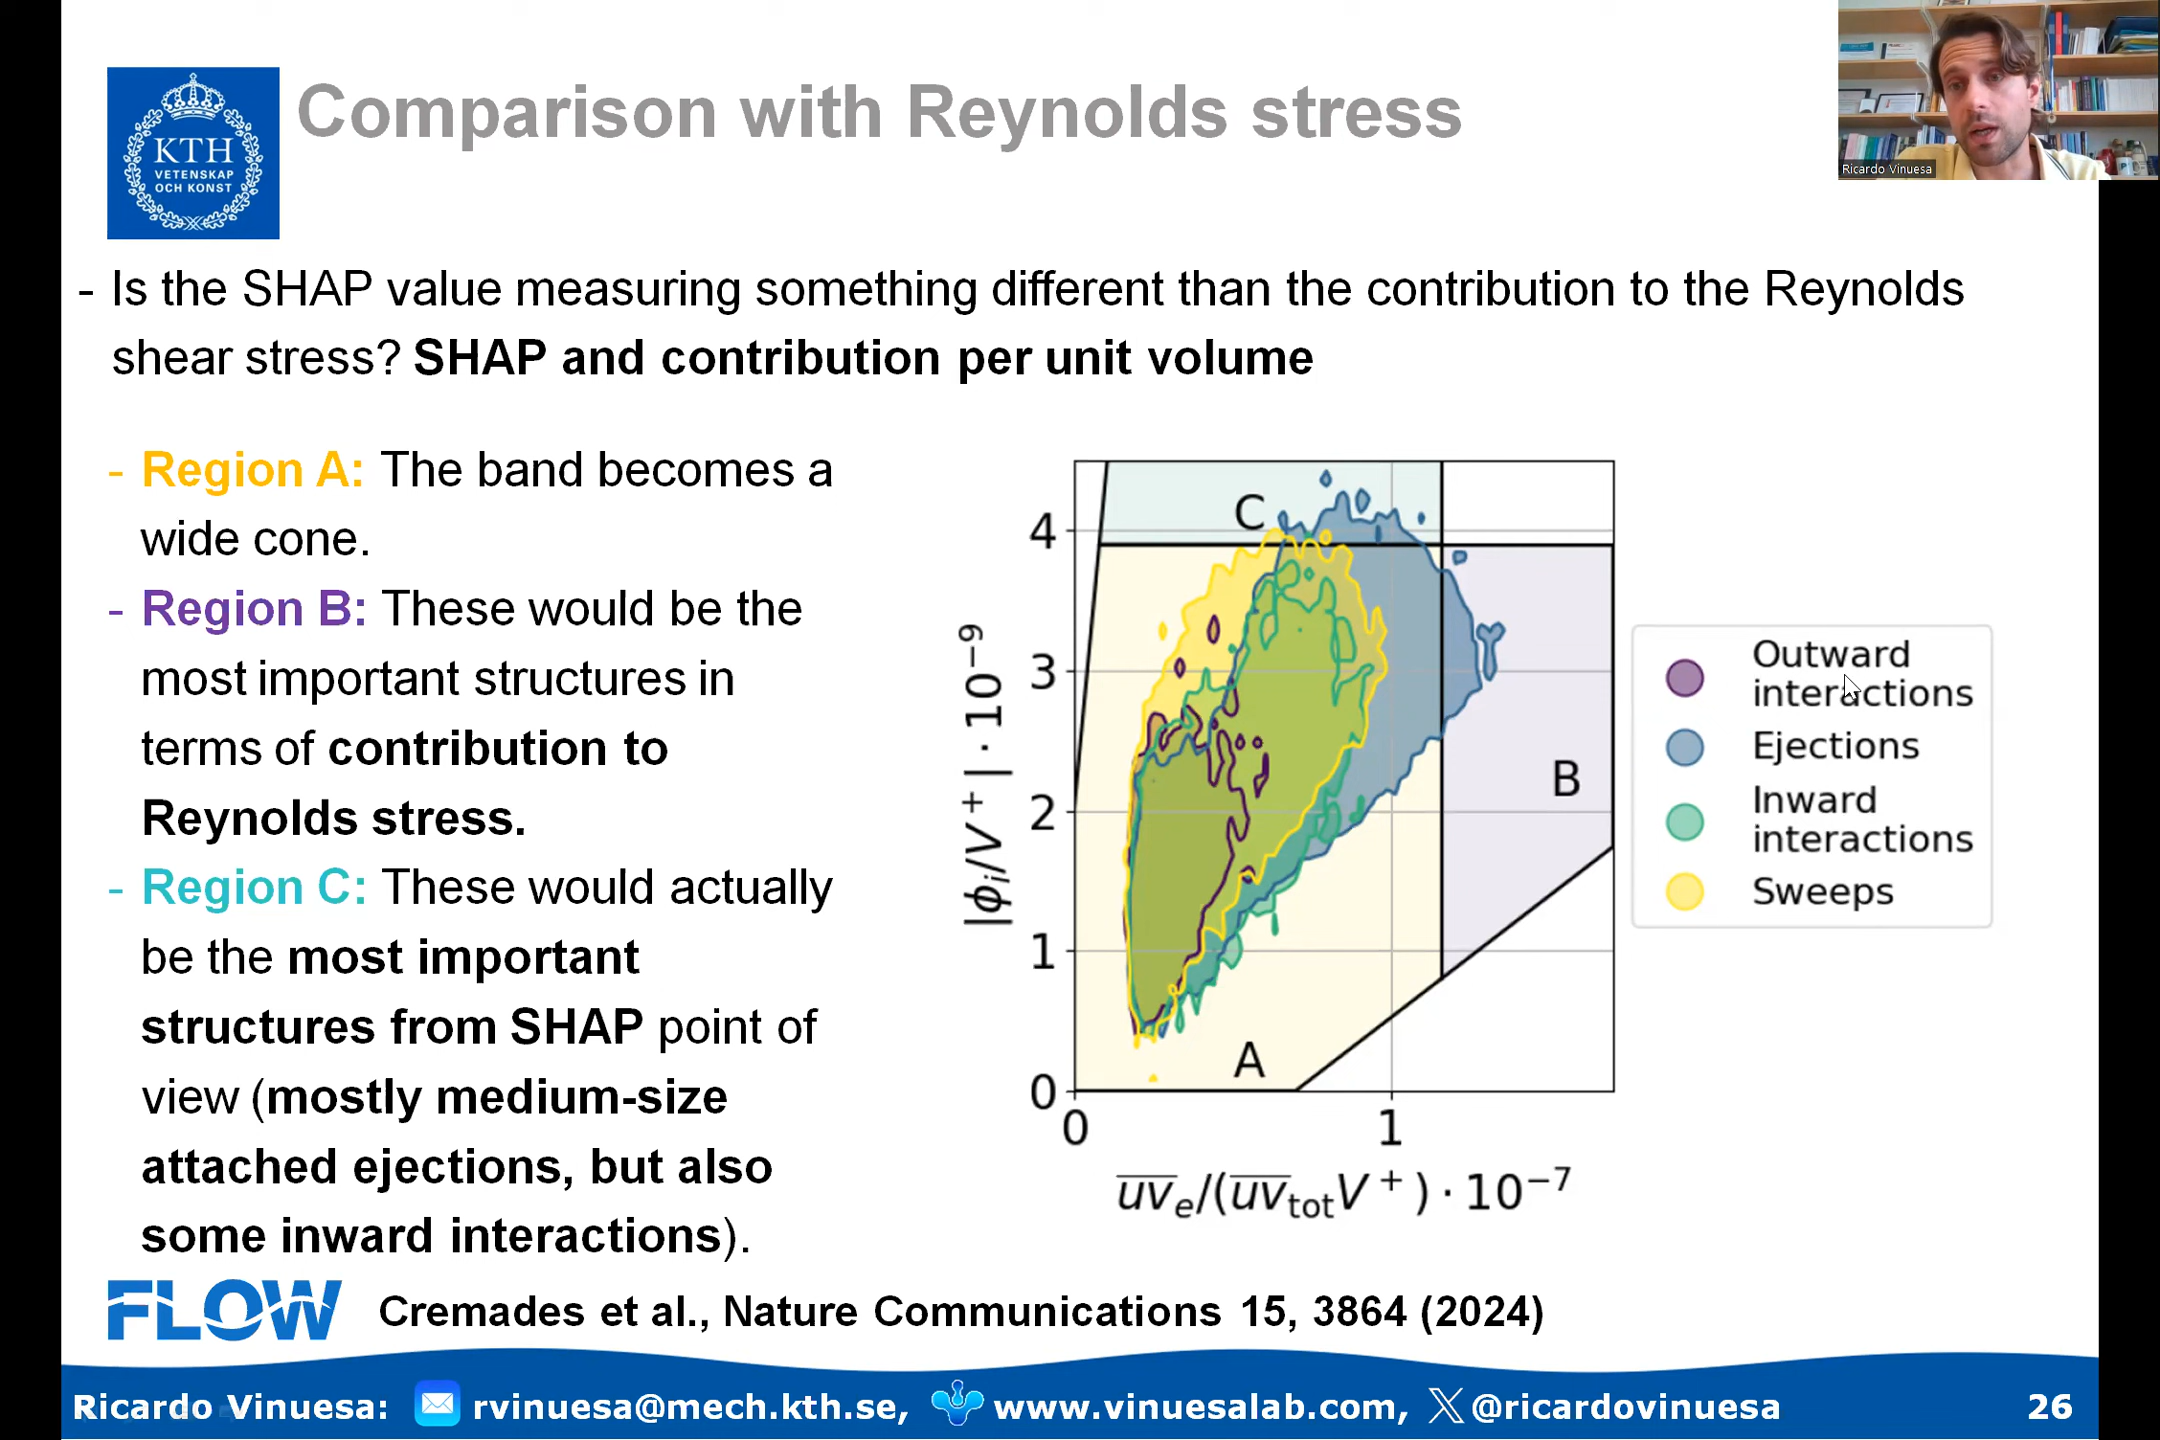 KTH
VETENSKAP
OCH KONST
Comparison with Reynolds stress
Ricardo Vinuesa
- Is the SHAP value measuring something different than the contribution to the Reynolds
shear stress? SHAP and contribution per unit volume
- Region A: The band becomes a
wide cone.
- Region B: These would be the
most important structures in
terms of contribution to
Reynolds stress.
- Region C: These would actually
be the most important
structures from SHAP point of
view (mostly medium-size
attached ejections, but also
some inward interactions).
|ϕᵢ/V⁺| · 10⁻⁹
4
3
2
1
0
0
1
C
B
A
u̅v̅ₑ/(u̅v̅ₜₒₜV⁺) · 10⁻⁷
Outward
interactions
Ejections
Inward
interactions
Sweeps
FLOW
Cremades et al., Nature Communications 15, 3864 (2024)
Ricardo Vinuesa: rvinuesa@mech.kth.se, www.vinuesalab.com, X @ricardovinuesa
26